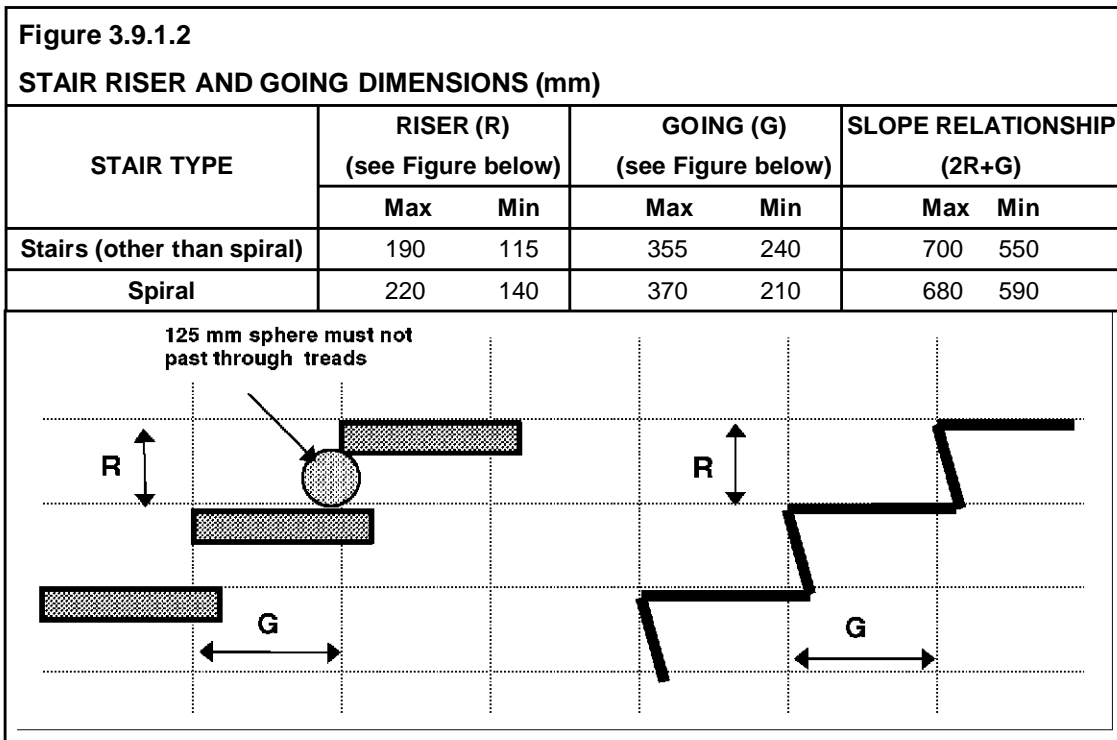 Figure 3.9.1.2
STAIR RISER AND GOING DIMENSIONS (mm)
STAIR TYPE
RISER (R)
(see Figure below)
GOING (G)
(see Figure below)
SLOPE RELATIONSHIP
(2R+G)
Max Min Max Min Max Min
Stairs (other than spiral) 190 115 355 240 700 550
Spiral 220 140 370 210 680 590
125 mm sphere must not
past through treads
R
R
G
G